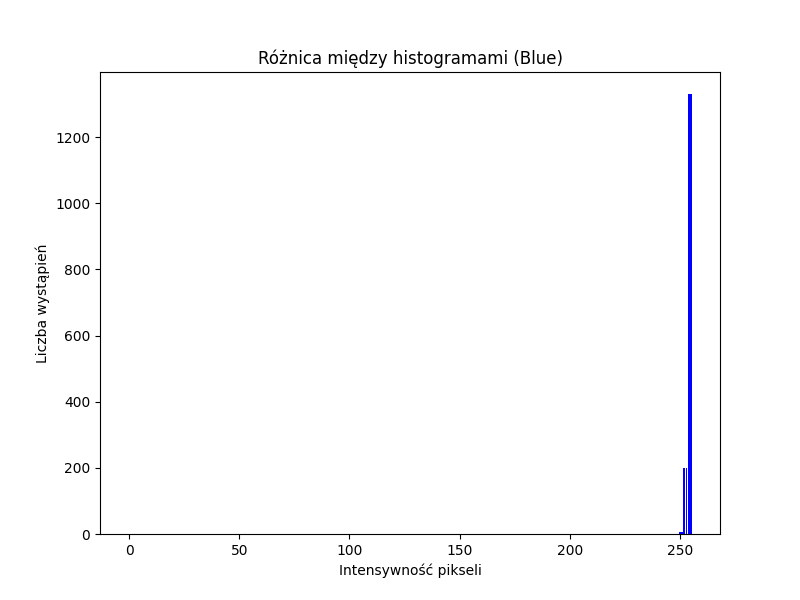 Różnica między histogramami (Blue)
1200
1000
800
600
400
200
0
Liczba wystąpień
0 50 100 150 200 250
Intensywność pikseli